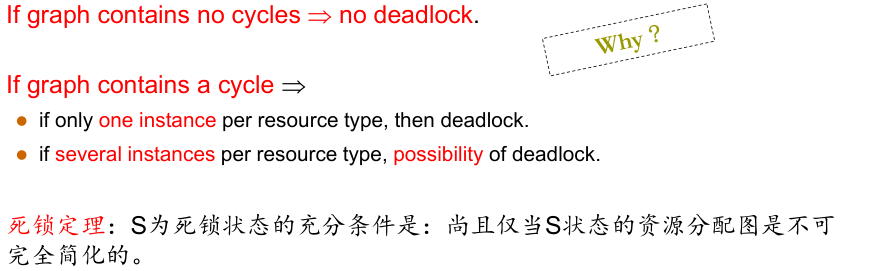 If graph contains no cycles ⇒ no deadlock.
Why？
If graph contains a cycle ⇒
● if only one instance per resource type, then deadlock.
● if several instances per resource type, possibility of deadlock.
死锁定理：S为死锁状态的充分条件是：尚且仅当S状态的资源分配图是不可
完全简化的。